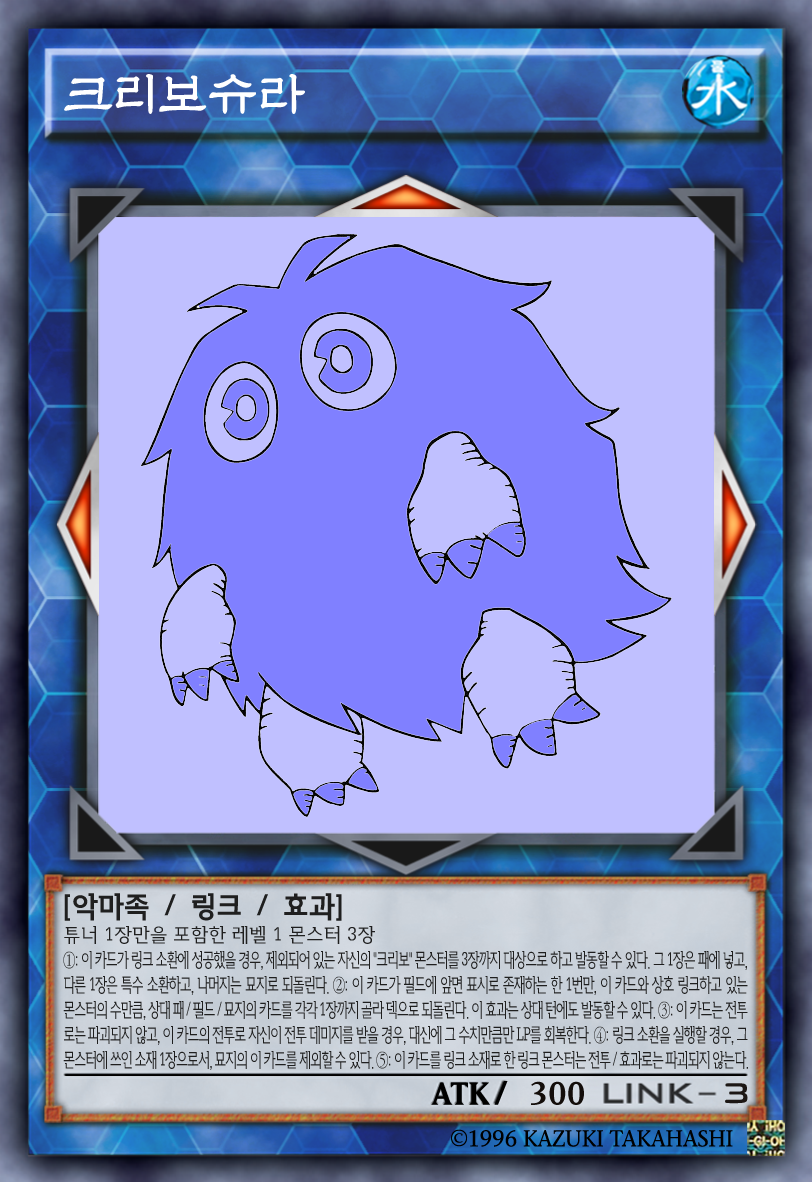 크리보슈라
水
[악마족 / 링크 / 효과]
튜너 1장만을 포함한 레벨 1 몬스터 3장
①: 이 카드가 링크 소환에 성공했을 경우, 제외되어 있는 자신의 "크리보" 몬스터를 3장까지 대상으로 하고 발동할 수 있다. 그 1장은 패에 넣고,
다른 1장은 특수 소환하고, 나머지는 묘지로 되돌린다. ②: 이 카드가 필드에 앞면 표시로 존재하는 한 1번만, 이 카드와 상호 링크하고 있는
몬스터의 수만큼, 상대 패 / 필드 / 묘지의 카드를 각각 1장까지 골라 덱으로 되돌린다. 이 효과는 상대 턴에도 발동할 수 있다. ③: 이 카드는 전투
로는 파괴되지 않고, 이 카드의 전투로 자신이 전투 데미지를 받을 경우, 대신에 그 수치만큼만 LP를 회복한다. ④: 링크 소환을 실행할 경우, 그
몬스터에 쓰인 소재 1장으로서, 묘지의 이 카드를 제외할 수 있다. ⑤: 이 카드를 링크 소재로 한 링크 몬스터는 전투 / 효과로는 파괴되지 않는다.
ATK/ 300 LINK-3
©1996 KAZUKI TAKAHASHI